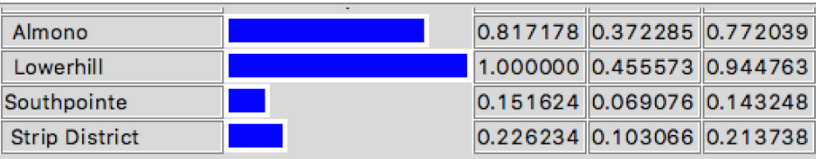 Almono 0.817178 0.372285 0.772039
Lowerhill 1.000000 0.455573 0.944763
Southpointe 0.151624 0.069076 0.143248
Strip District 0.226234 0.103066 0.213738